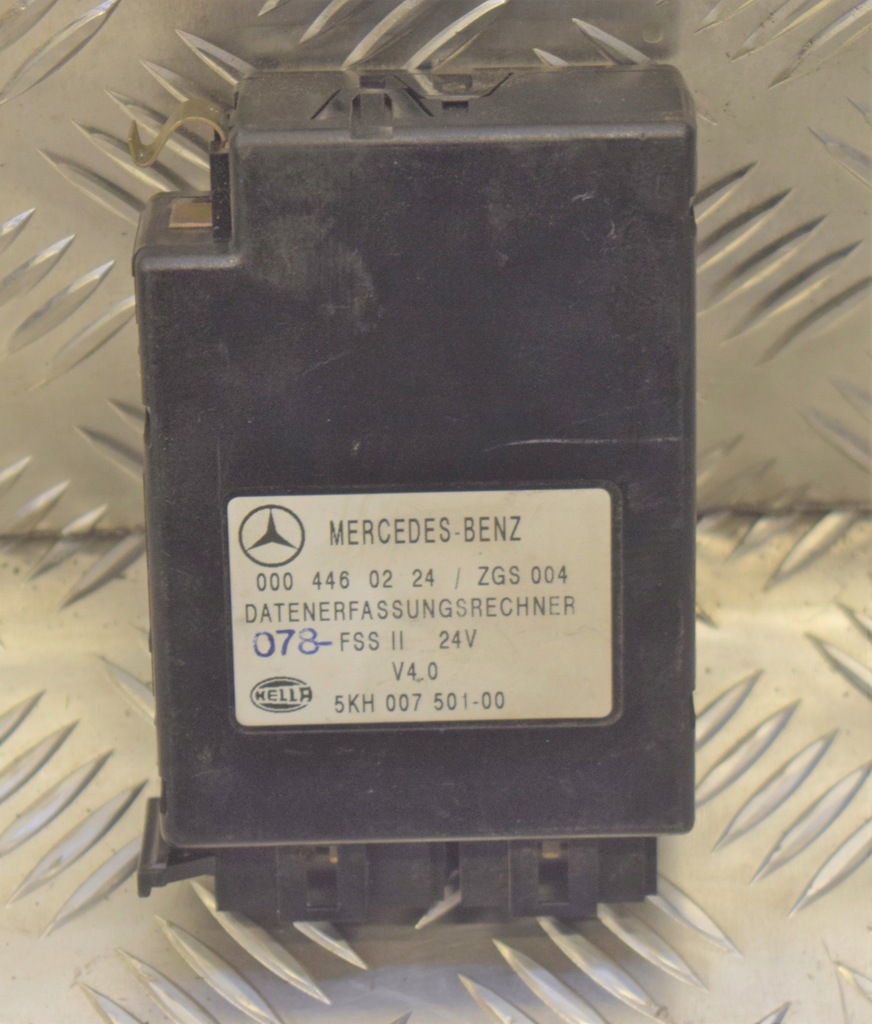 MERCEDES-BENZ
000 446 02 24 / ZGS 004
DATENERFASSUNGSRECHNER
078- FSS II 24V
V4.0
HELLA 5KH 007 501-00